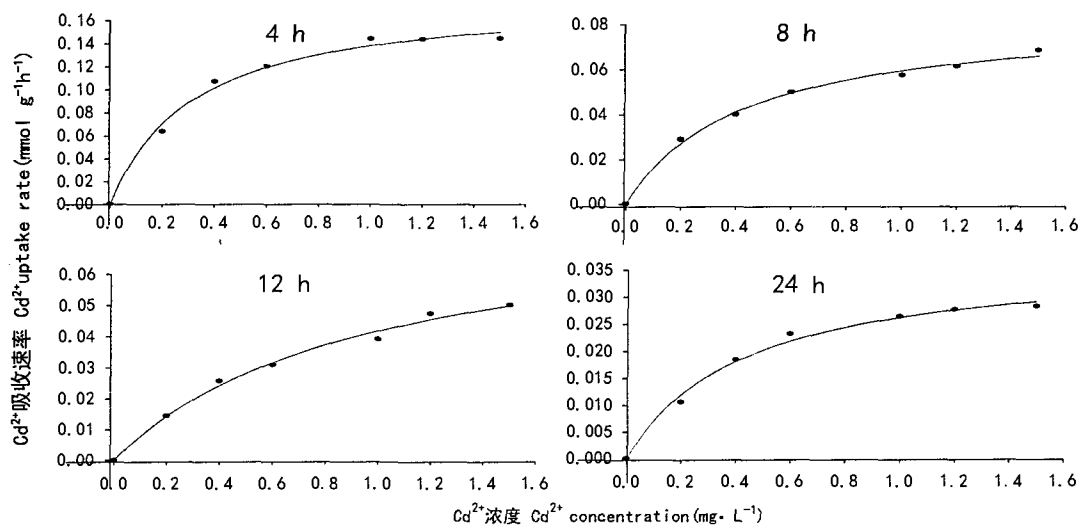 Cd²⁺吸收速率 Cd²⁺uptake rate(mmol g⁻¹h⁻¹)
4 h
0.16
0.14
0.12
0.10
0.08
0.06
0.04
0.02
0.00
0.0 0.2 0.4 0.6 0.8 1.0 1.2 1.4 1.6
8 h
0.08
0.06
0.04
0.02
0.00
0.0 0.2 0.4 0.6 0.8 1.0 1.2 1.4 1.6
12 h
0.06
0.05
0.04
0.03
0.02
0.01
0.00
0.0 0.2 0.4 0.6 0.8 1.0 1.2 1.4 1.6
24 h
0.035
0.030
0.025
0.020
0.015
0.010
0.005
0.000
0.0 0.2 0.4 0.6 0.8 1.0 1.2 1.4 1.6
Cd²⁺浓度 Cd²⁺ concentration(mg· L⁻¹)